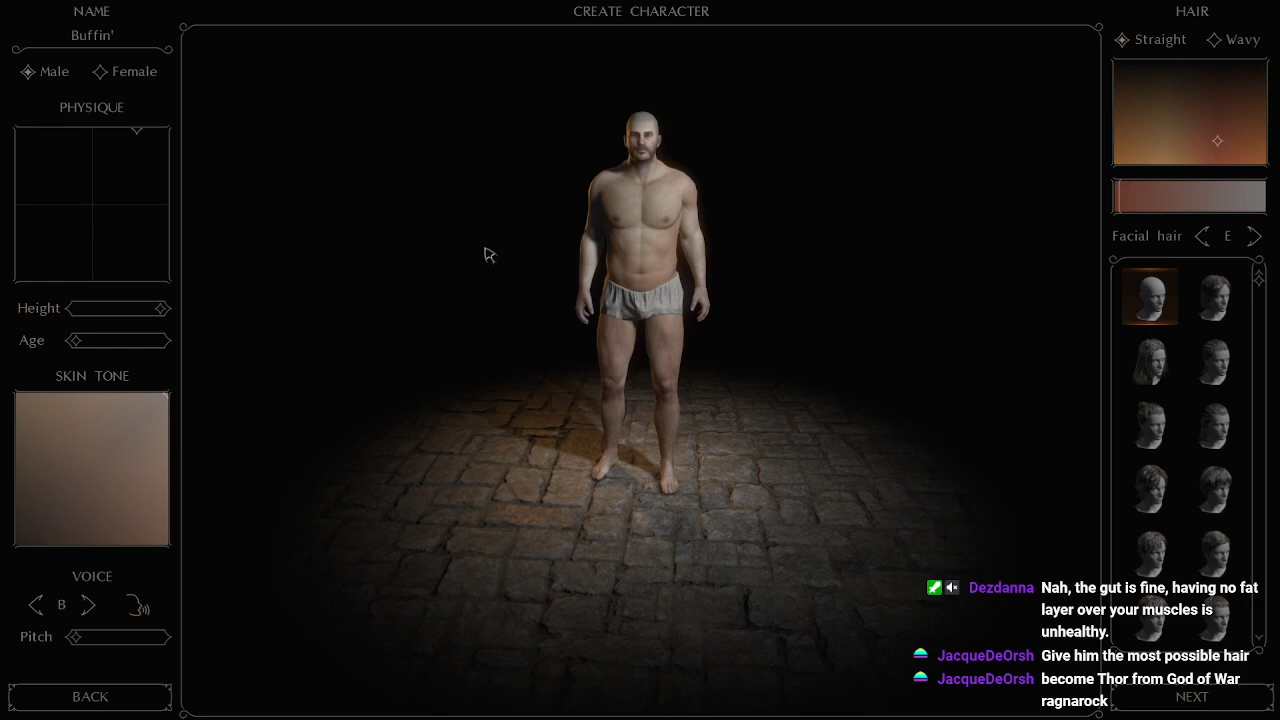 NAME
CREATE CHARACTER
HAIR
Buffin'
Straight
Wavy
Male
Female
PHYSIQUE
Facial hair
E
Height
Age
SKIN TONE
VOICE
B
Pitch
Dezdanna Nah, the gut is fine, having no fat
layer over your muscles is
unhealthy.
JacqueDeOrsh Give him the most possible hair
JacqueDeOrsh become Thor from God of War
ragnarock
BACK
NEXT